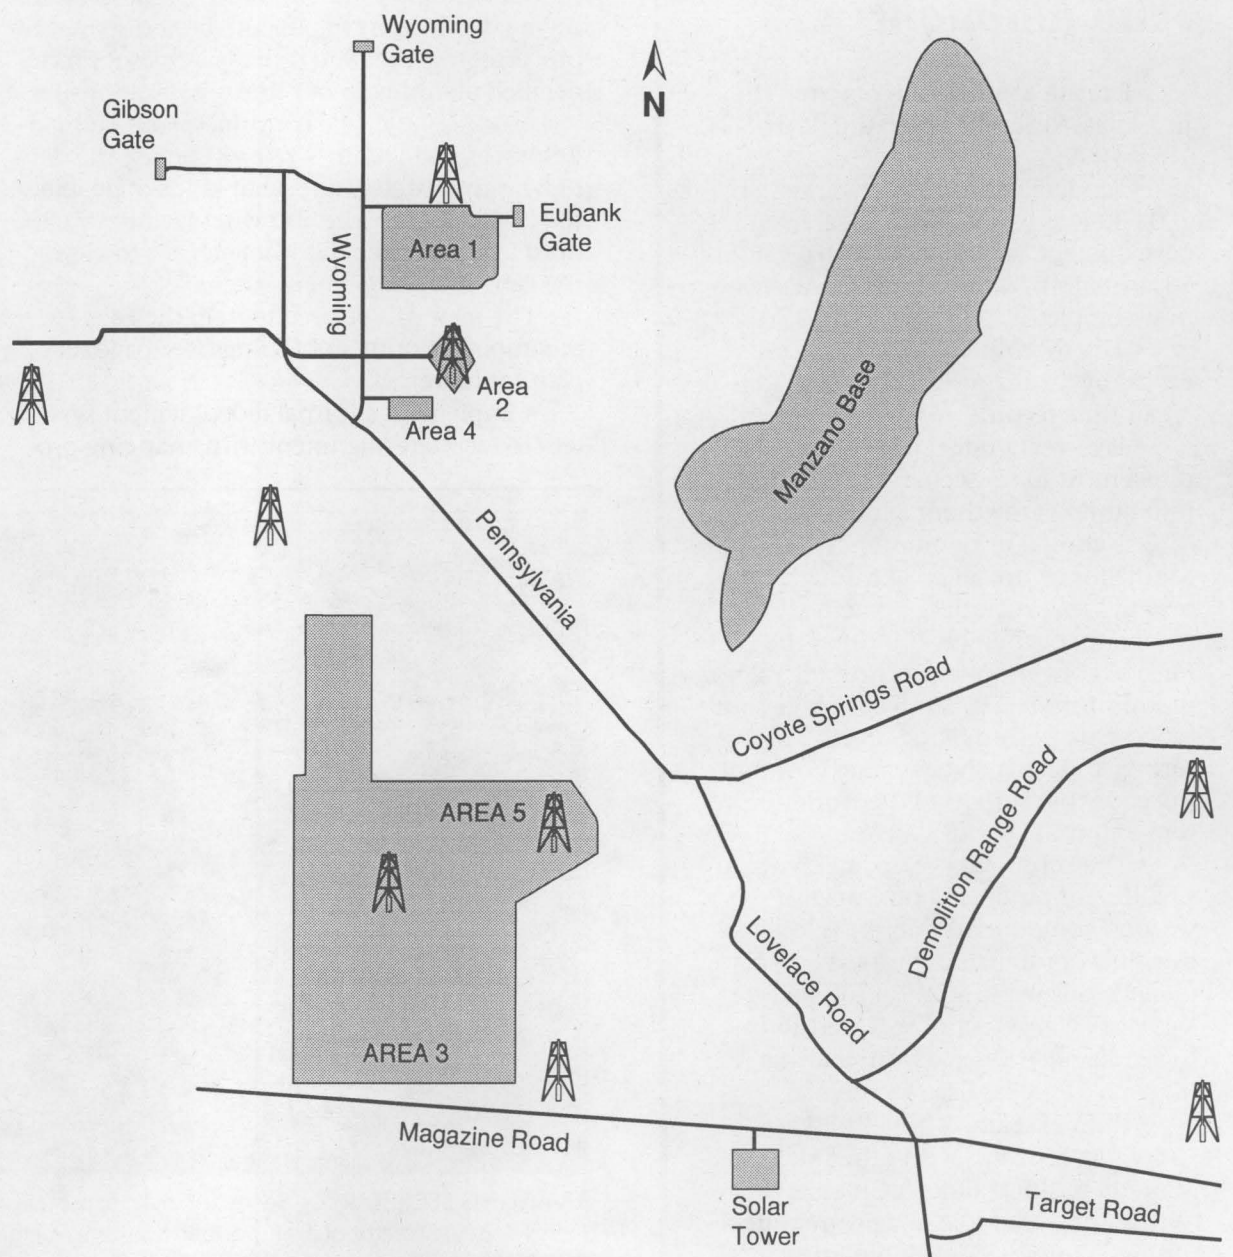 Wyoming
Gate
N
Gibson
Gate
Eubank
Gate
Area 1
Wyoming
Area
2
Area 4
Manzano Base
Pennsylvania
Coyote Springs Road
Demolition Range Road
AREA 5
Lovelace Road
AREA 3
Magazine Road
Solar
Tower
Target Road